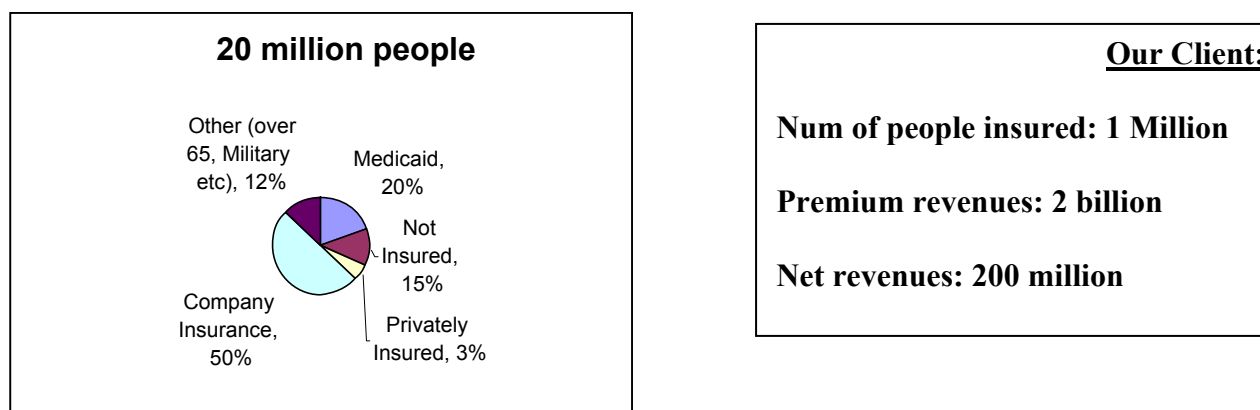 20 million people
Other (over
65, Military
etc), 12%
Medicaid,
20%
Not
Insured,
15%
Privately
Insured, 3%
Company
Insurance,
50%
Our Client:
Num of people insured: 1 Million
Premium revenues: 2 billion
Net revenues: 200 million